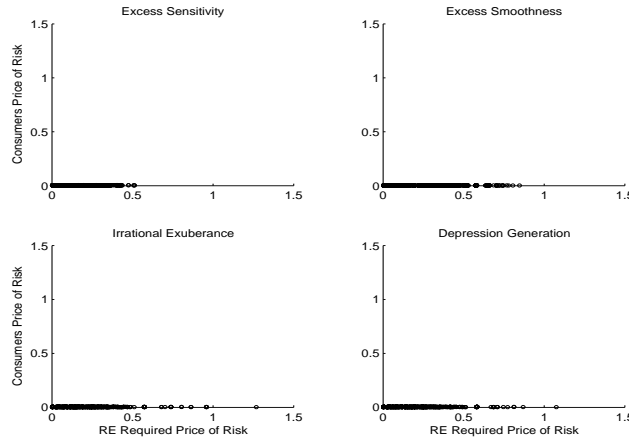 Excess Sensitivity
1.5
1
0.5
0
0 0.5 1 1.5
Consumers Price of Risk
Excess Smoothness
1.5
1
0.5
0
0 0.5 1 1.5
Irrational Exuberance
1.5
1
0.5
0
0 0.5 1 1.5
Consumers Price of Risk
RE Required Price of Risk
Depression Generation
1.5
1
0.5
0
0 0.5 1 1.5
RE Required Price of Risk